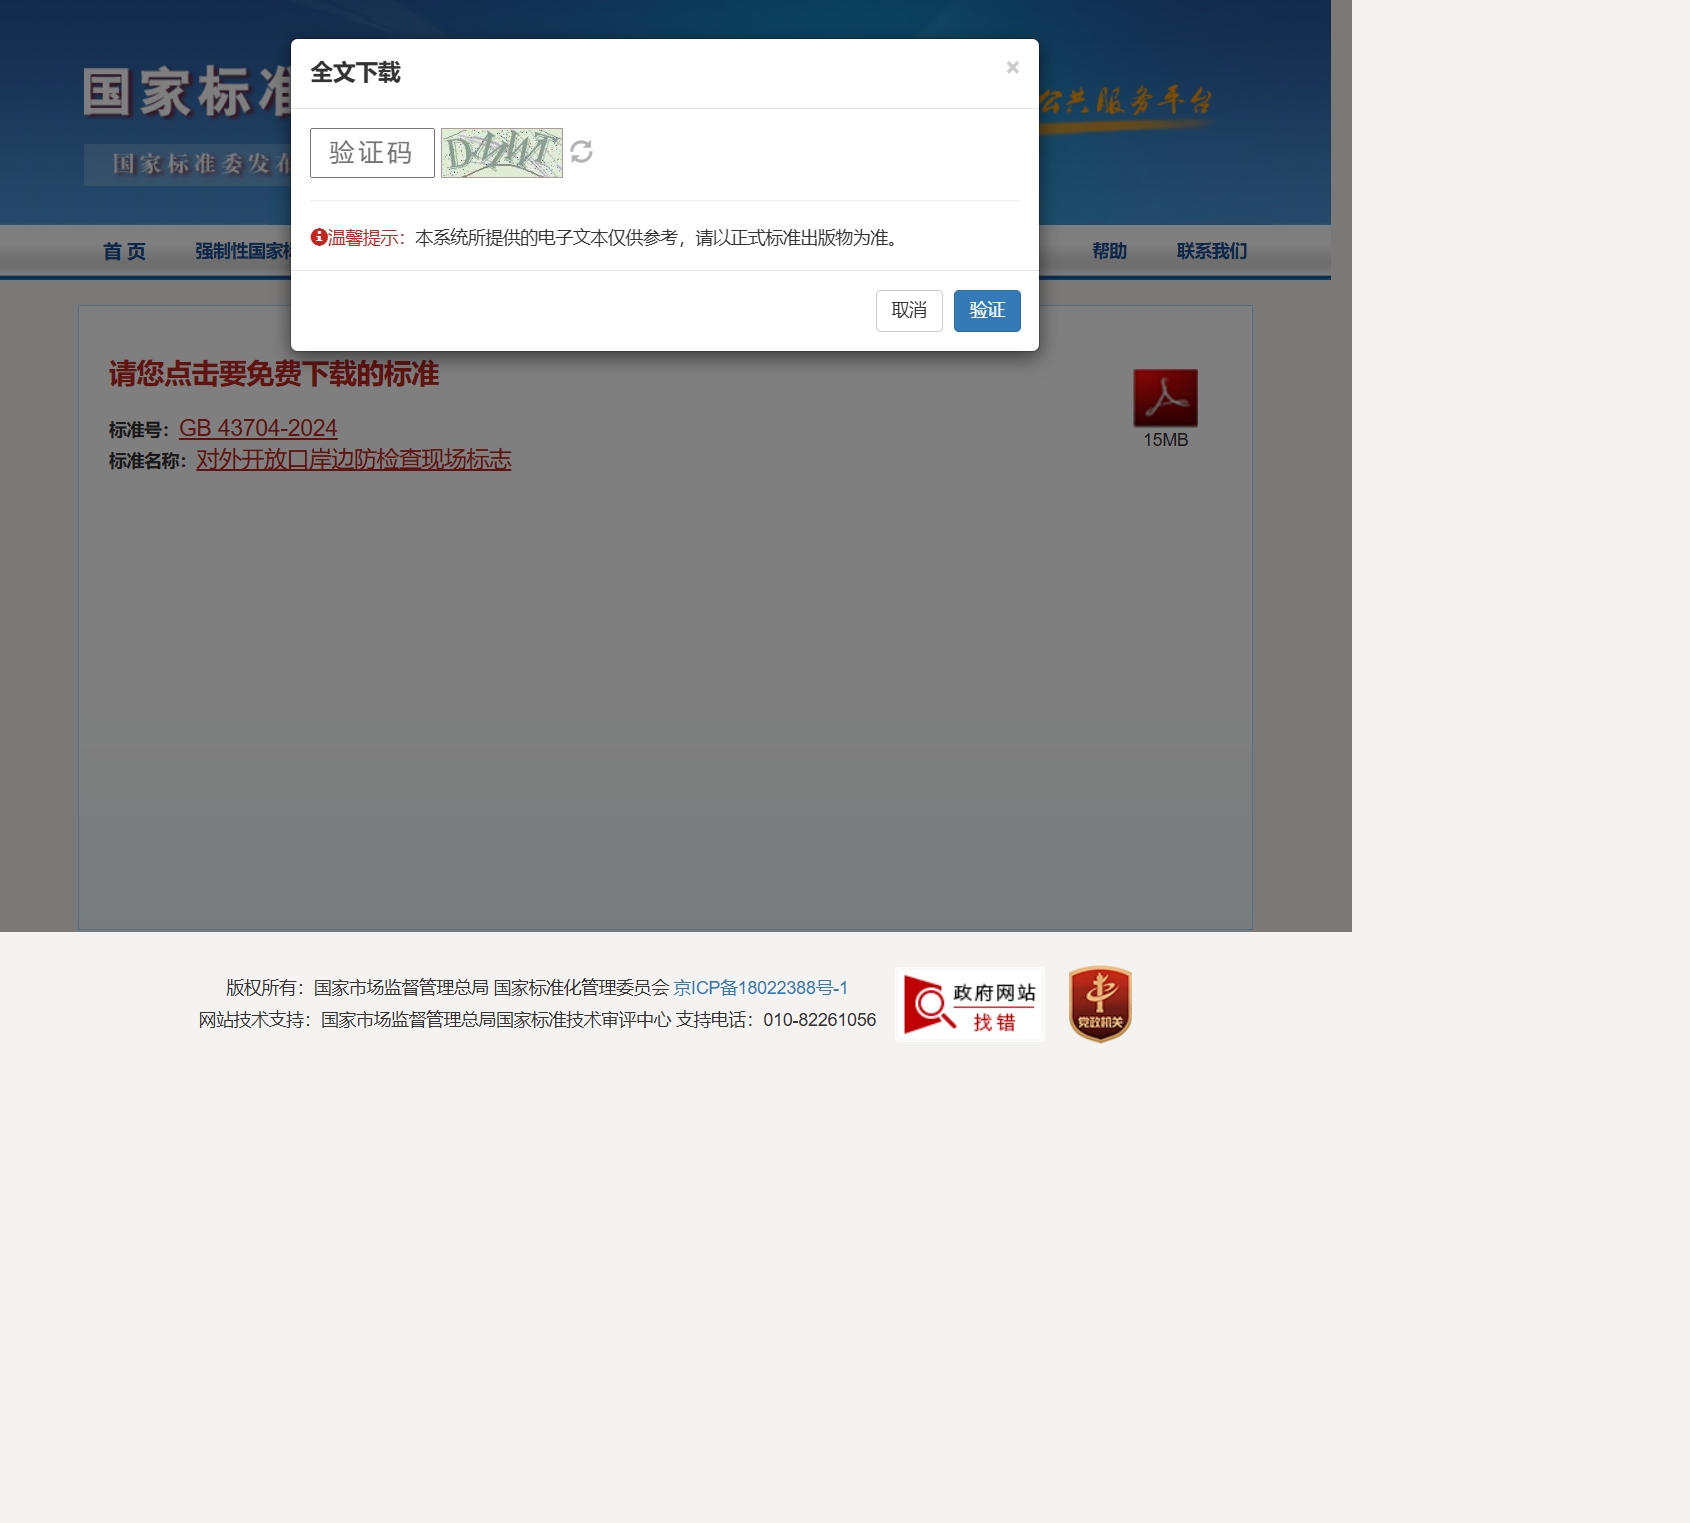 全文下载
×
国家标准
公共服务平台
验证码
国家标准委发布
温馨提示：本系统所提供的电子文本仅供参考，请以正式标准出版物为准。
首 页
强制性国家标
帮助
联系我们
取消
验证
请您点击要免费下载的标准
标准号：GB 43704-2024
标准名称：对外开放口岸边防检查现场标志
15MB
版权所有：国家市场监督管理总局 国家标准化管理委员会 京ICP备18022388号-1
网站技术支持：国家市场监督管理总局国家标准技术审评中心 支持电话：010-82261056
政府网站
找错
党政机关